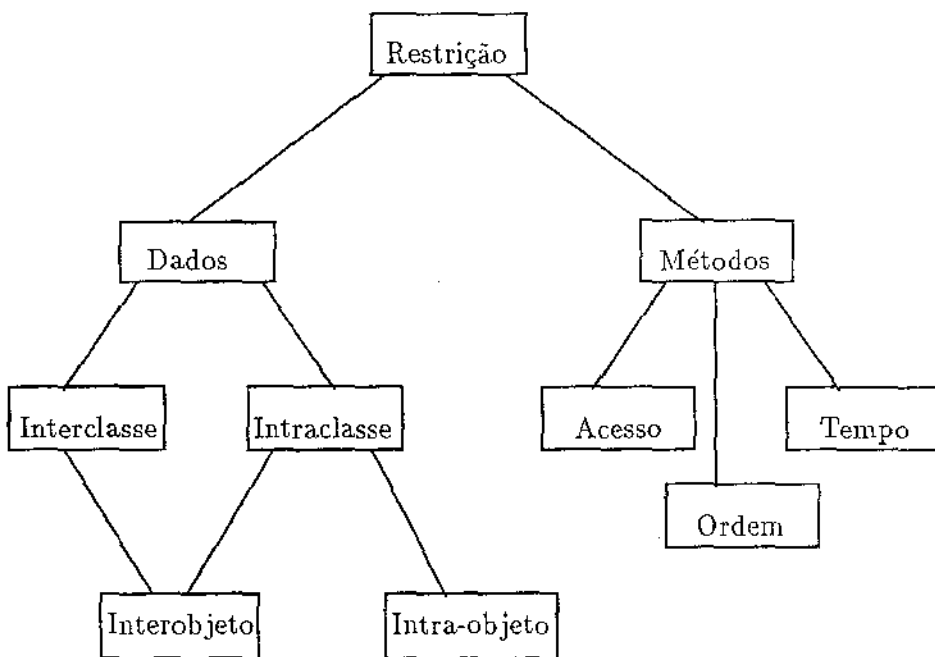 Restrição
Dados
Métodos
Interclasse
Intraclasse
Acesso
Tempo
Ordem
Interobjeto
Intra-objeto